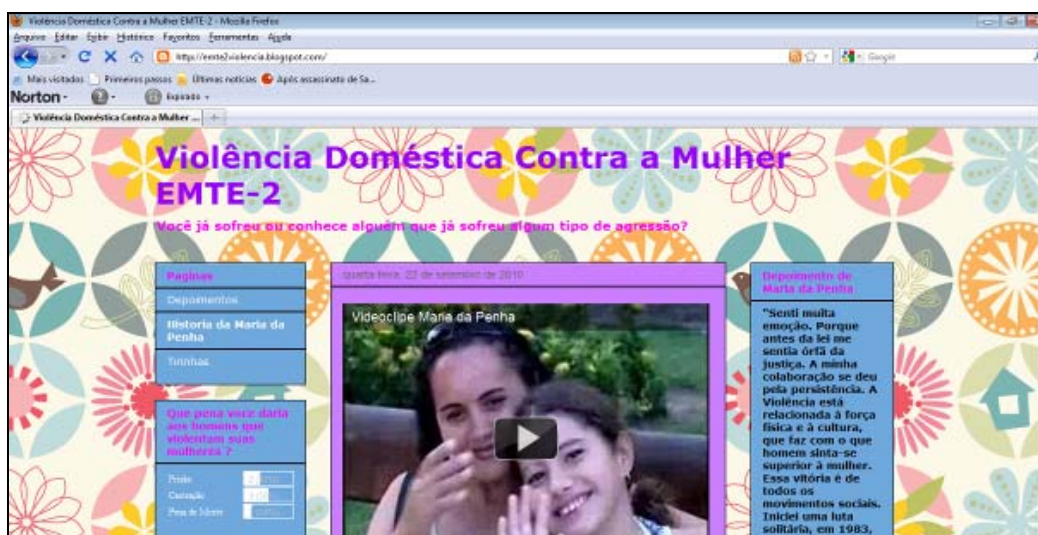 Violência Doméstica Contra a Mulher EMTE-2 - Mozilla Firefox
Arquivo Editar Exibir Histórico Favoritos Ferramentas Ajuda
http://emte2violencia.blogspot.com/
Google
Mais visitados Primeiros passos Últimas notícias Após assassinato de Sa...
Norton - Expirado
Violência Doméstica Contra a Mulher ...
Violência Doméstica Contra a Mulher
EMTE-2
Você já sofreu ou conhece alguém que já sofreu algum tipo de agressão?
Paginas
Depoimentos
Historia da Maria da
Penha
Tirinhas
Que pena voce daria
aos homens que
violentam suas
mulheres ?
Prisão
Castração
Pena de Morte
quarta-feira, 22 de setembro de 2010
Videoclipe Maria da Penha
Depoimento de
Maria da Penha
"Senti muita
emoção. Porque
antes da lei me
sentia órfã da
justiça. A minha
colaboração se deu
pela persistência. A
Violência está
relacionada à força
física e à cultura,
que faz com o que
homem sinta-se
superior à mulher.
Essa vitória é de
todos os
movimentos sociais.
Iniciei uma luta
solitária, em 1983,